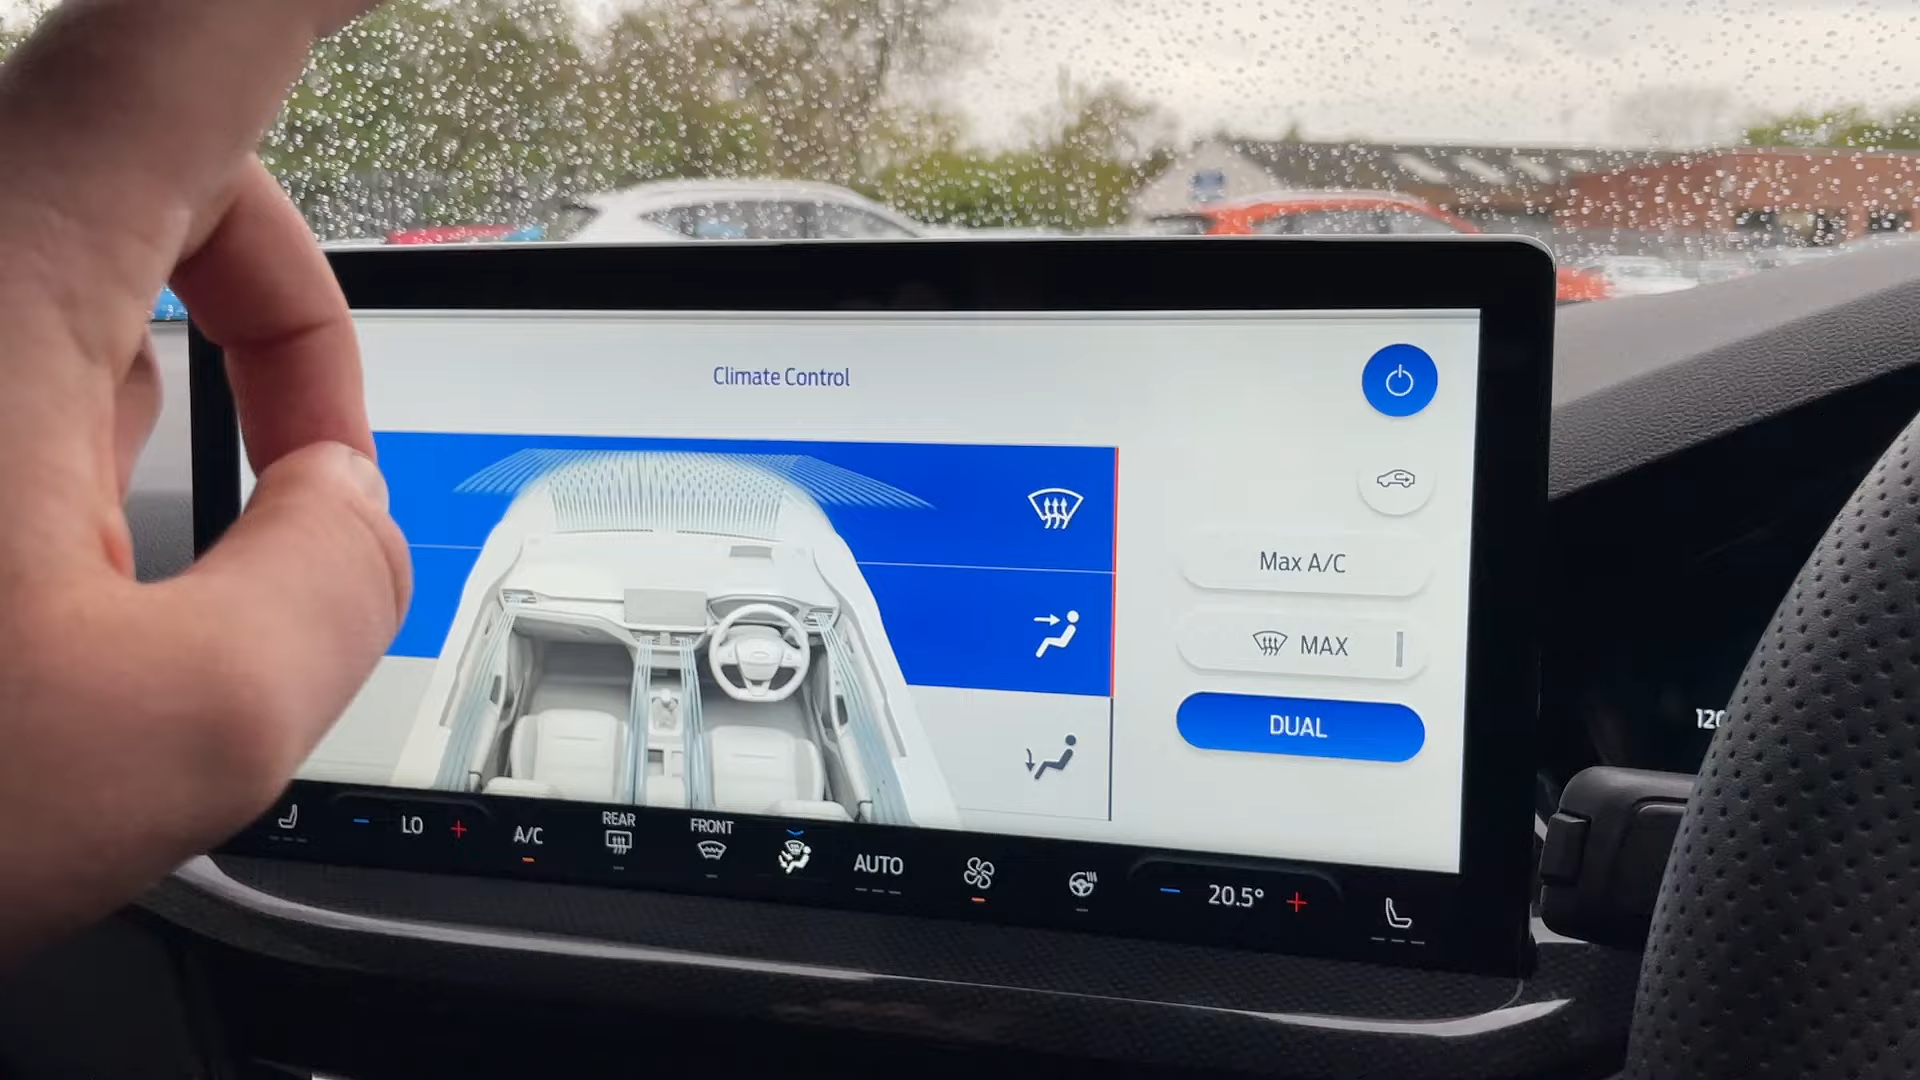 Climate Control
Max A/C
MAX
DUAL
LO
A/C
REAR
FRONT
AUTO
20.5°